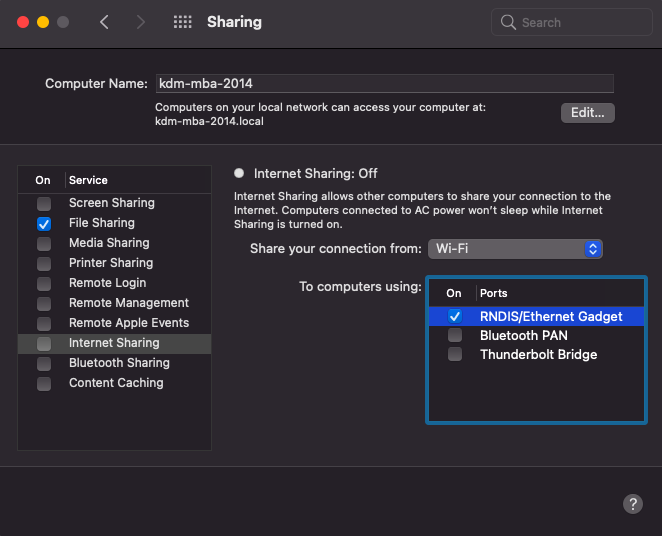 Sharing
Search
Computer Name: kdm-mba-2014
Computers on your local network can access your computer at:
kdm-mba-2014.local
Edit...
On Service
Screen Sharing
File Sharing
Media Sharing
Printer Sharing
Remote Login
Remote Management
Remote Apple Events
Internet Sharing
Bluetooth Sharing
Content Caching
Internet Sharing: Off
Internet Sharing allows other computers to share your connection to the
Internet. Computers connected to AC power won't sleep while Internet
Sharing is turned on.
Share your connection from: Wi-Fi
To computers using:
On Ports
RNDIS/Ethernet Gadget
Bluetooth PAN
Thunderbolt Bridge
?